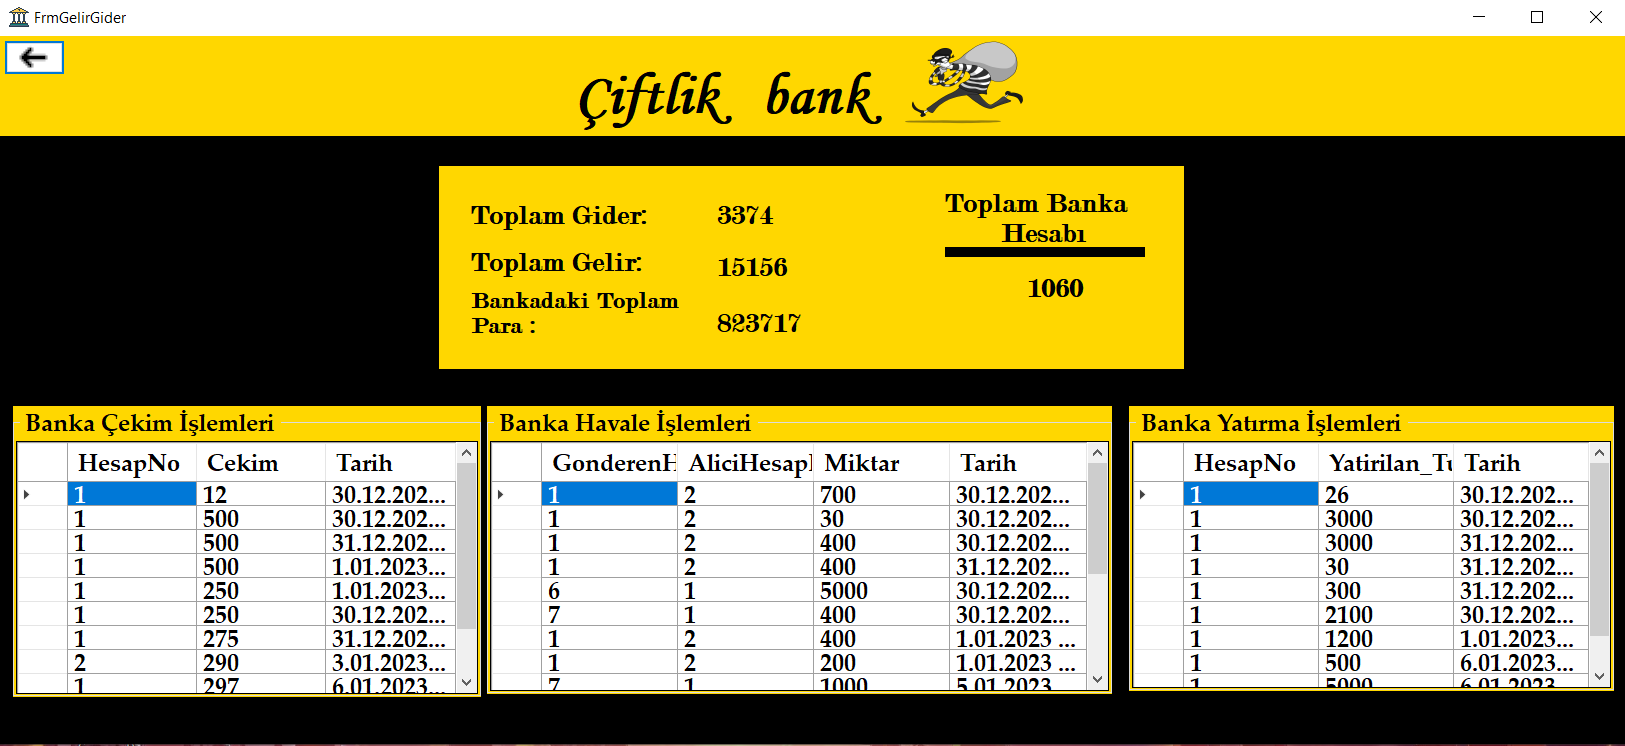 FrmGelirGider
Çiftlik bank
Toplam Gider: 3374
Toplam Gelir: 15156
Bankadaki Toplam
Para : 823717
Toplam Banka
Hesabı
1060
Banka Çekim İşlemleri
HesapNo Cekim Tarih
1 12 30.12.202...
1 500 30.12.202...
1 500 31.12.202...
1 500 1.01.2023...
1 250 1.01.2023...
1 250 30.12.202...
1 275 31.12.202...
2 290 3.01.2023...
1 297 6.01.2023...
Banka Havale İşlemleri
GonderenH AliciHesap Miktar Tarih
1 2 700 30.12.202...
1 2 30 30.12.202...
1 2 400 30.12.202...
1 2 400 31.12.202...
6 1 5000 30.12.202...
7 1 400 30.12.202...
1 2 400 1.01.2023 ...
1 2 200 1.01.2023 ...
7 1 1000 5.01.2023
Banka Yatırma İşlemleri
HesapNo Yatirilan_Tu Tarih
1 26 30.12.202...
1 3000 30.12.202...
1 3000 31.12.202...
1 30 31.12.202...
1 300 31.12.202...
1 2100 30.12.202...
1 1200 1.01.2023...
1 500 6.01.2023...
1 5000 6.01.2023